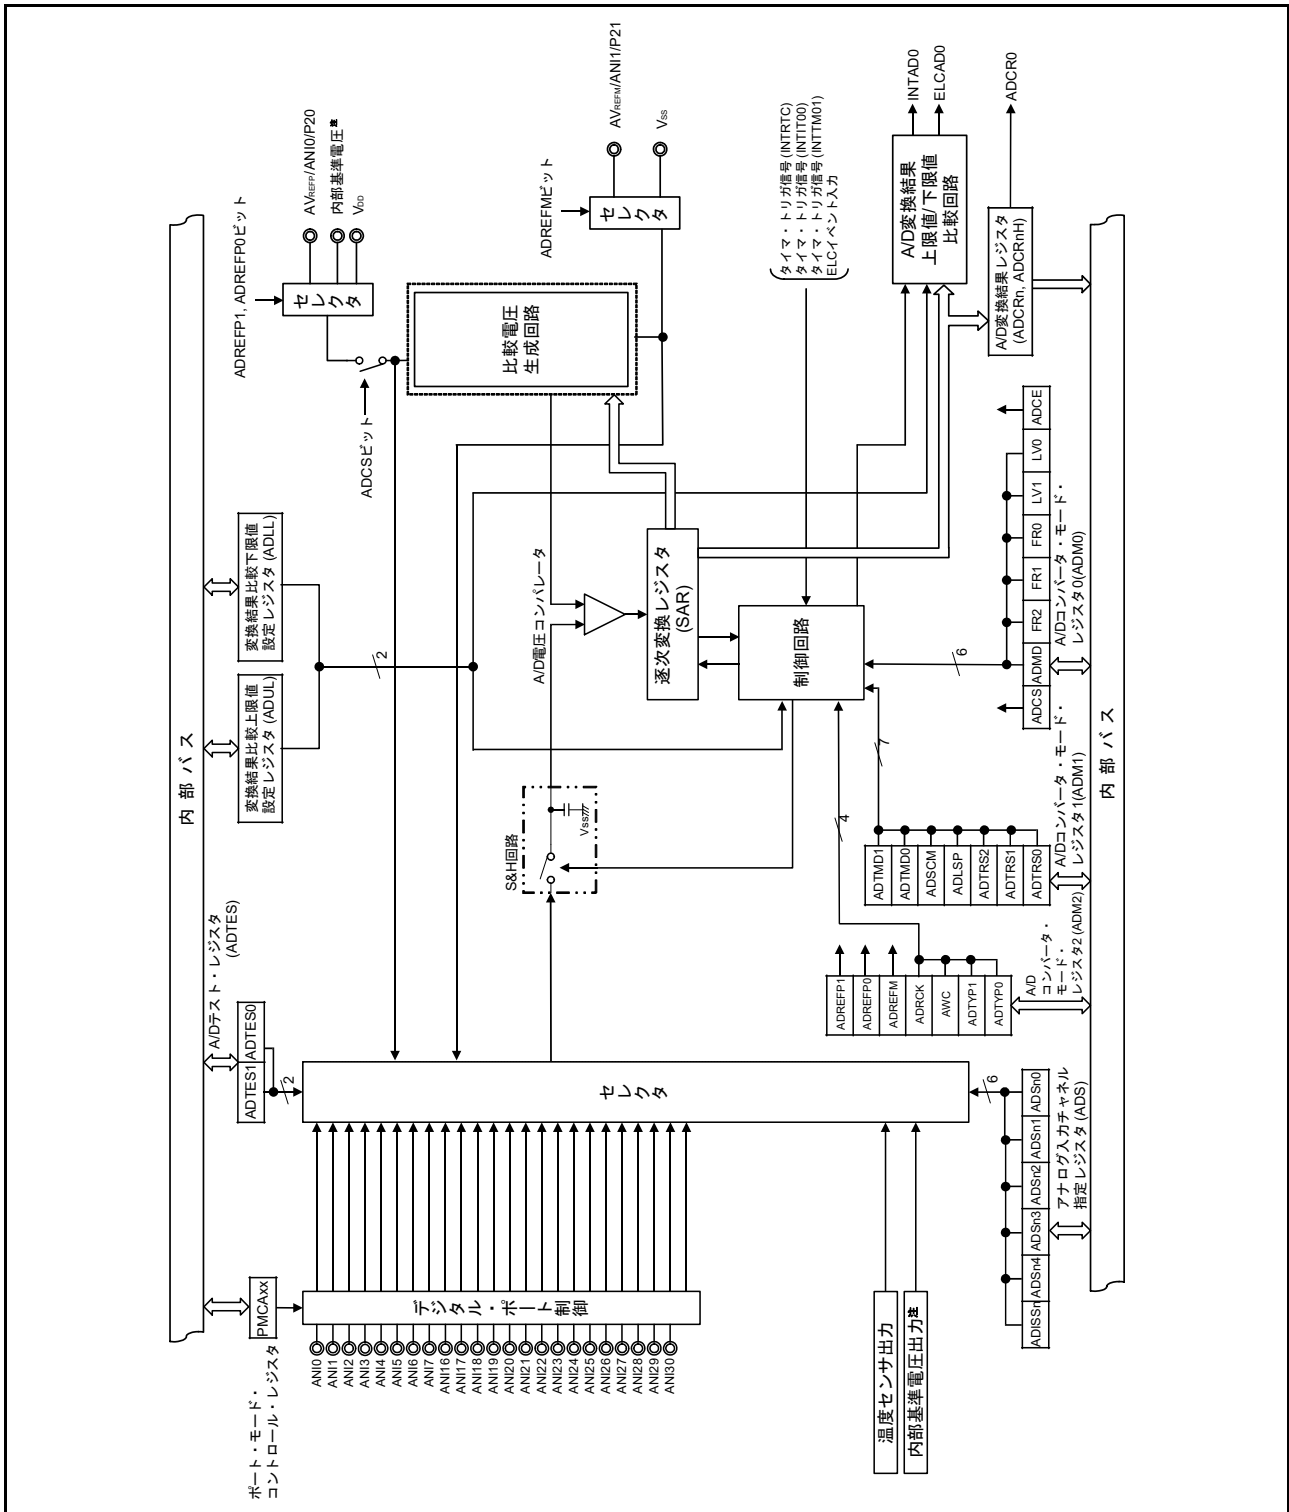 内部バス
ポート・モード・
コントロール・レジスタ
PMCAxx
A/Dテスト・レジスタ
(ADTES)
ADTES1
ADTES0
2
変換結果比較上限値
設定レジスタ (ADUL)
変換結果比較下限値
設定レジスタ (ADLL)
2
ADCSビット
ADREFP1, ADREFP0ビット
セレクタ
AVREFP/ANI0/P20
内部基準電圧注
VDD
ANI0
ANI1
ANI2
ANI3
ANI4
ANI5
ANI6
ANI7
ANI16
ANI17
ANI18
ANI19
ANI20
ANI21
ANI22
ANI23
ANI24
ANI25
ANI26
ANI27
ANI28
ANI29
ANI30
デジタル・ポート制御
セレクタ
S&H回路
Vss
A/D電圧コンパレータ
比較電圧
生成回路
ADREFMビット
セレクタ
AVREFM/ANI1/P21
VSS
逐次変換レジスタ
(SAR)
制御回路
タイマ・トリガ信号(INTRTC)
タイマ・トリガ信号(INTIT00)
タイマ・トリガ信号(INTTM01)
ELCイベント入力
A/D変換結果
上限値/下限値
比較回路
INTAD0
ELCAD0
A/D変換結果レジスタ
(ADCRn, ADCRnH)
ADCR0
温度センサ出力
内部基準電圧出力注
6
ADISSn
ADSn4
ADSn3
ADSn2
ADSn1
ADSn0
アナログ入力チャネル
指定レジスタ (ADS)
4
ADREFP1
ADREFP0
ADREFM
ADRCK
AWC
ADTYP1
ADTYP0
A/D
コンバータ・
モード・
レジスタ2 (ADM2)
7
ADTMD1
ADTMD0
ADSCM
ADLSP
ADTRS2
ADTRS1
ADTRS0
A/Dコンバータ・モード・
レジスタ1(ADM1)
6
ADCS
ADMD
FR2
FR1
FR0
LV1
LV0
ADCE
A/Dコンバータ・モード・
レジスタ0(ADM0)
内部バス